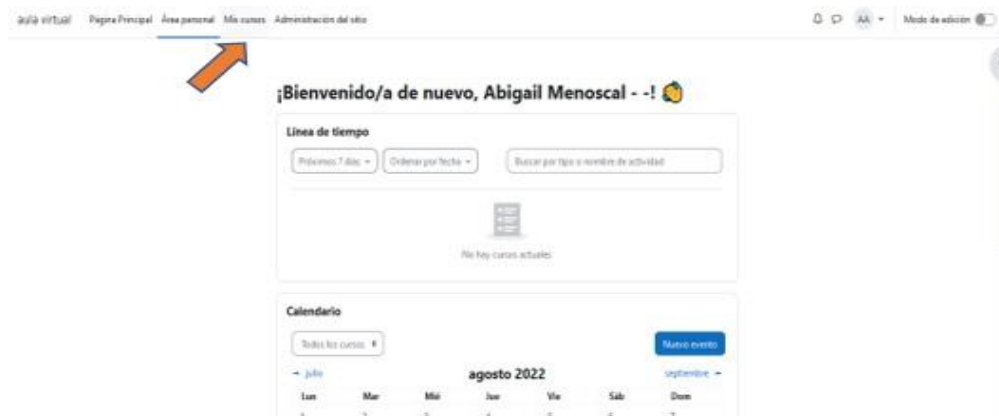 aula virtual Página Principal Área personal Mis cursos Administración del sitio AA Modo de edición
¡Bienvenido/a de nuevo, Abigail Menoscal - -!
Línea de tiempo
Próximos 7 días Ordenar por fecha Buscar por tipo o nombre de actividad
No hay cursos actuales
Calendario
Todos los cursos Nuevo evento
julio agosto 2022 septiembre
Lun Mar Mié Jue Vie Sáb Dom